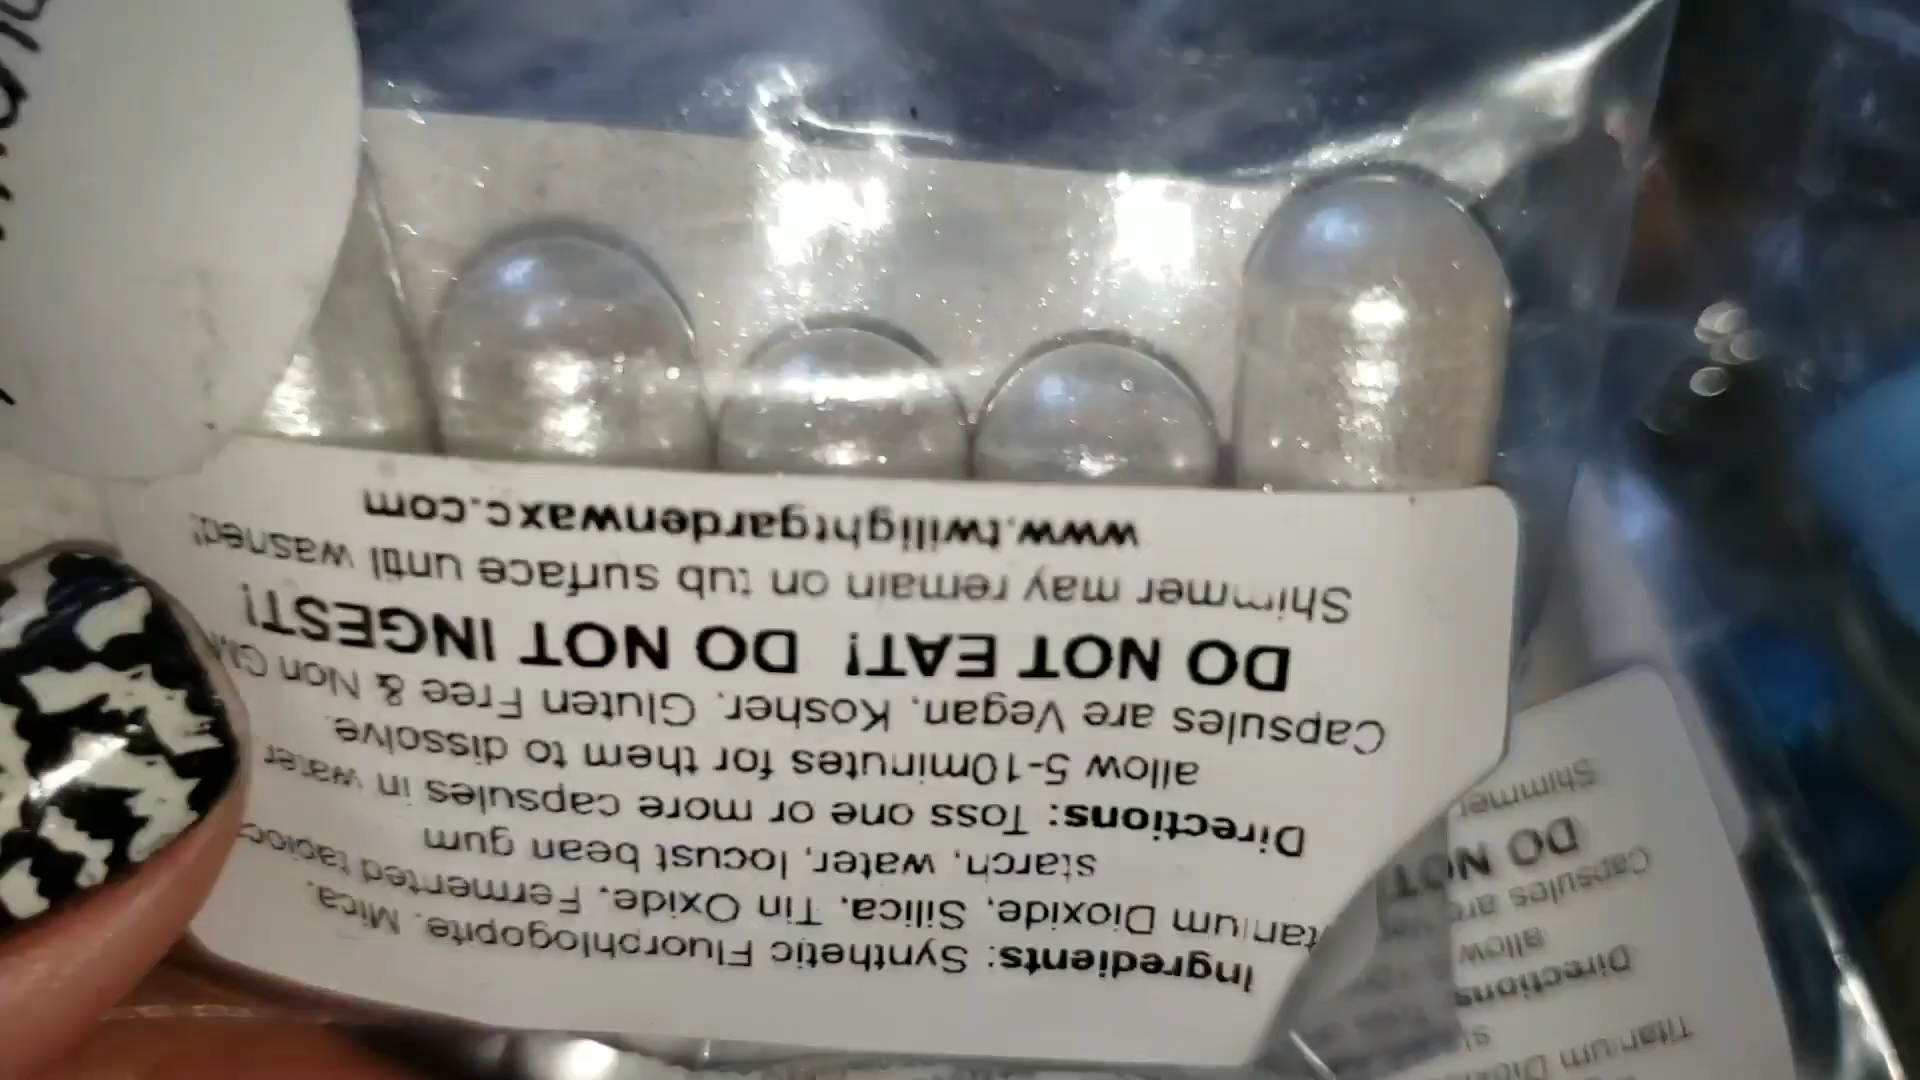 Ingredients: Synthetic Fluorphlogopite, Mica,
Titanium Dioxide, Silica, Tin Oxide, Fermented tapioca
starch, water, locust bean gum
Directions: Toss one or more capsules in water
allow 5-10minutes for them to dissolve.
Capsules are Vegan, Kosher, Gluten Free & Non
DO NOT EAT! DO NOT INGEST!
Shimmer may remain on tub surface until washed!
www.twilightgardenwaxc.com
Titanium
Directions
allow
Capsules are
DO NOT
Shimmer